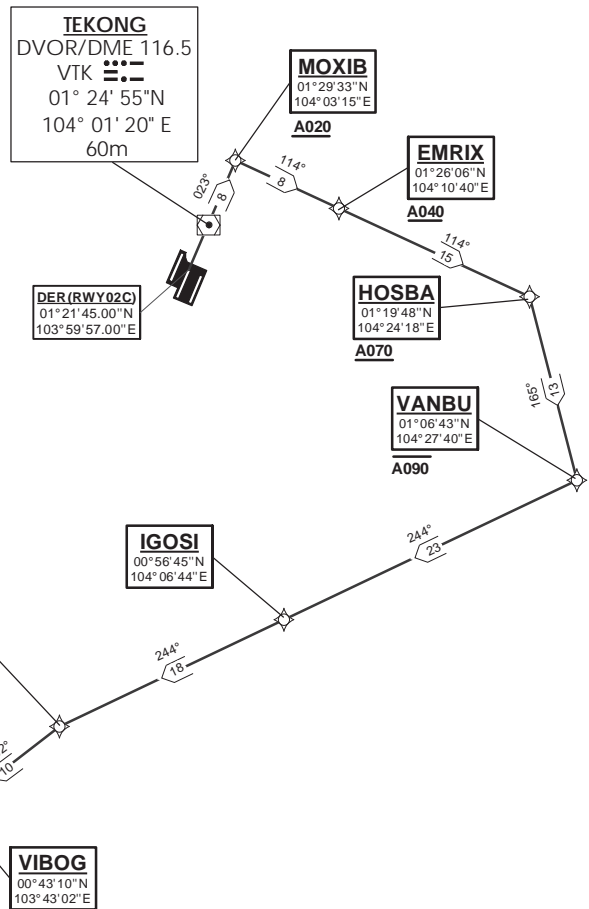 TEKONG
DVOR/DME 116.5
VTK
01° 24' 55"N
104° 01' 20" E
60m
MOXIB
01°29'33"N
104°03'15"E
A020
114°
8
EMRIX
01°26'06"N
104°10'40"E
A040
023°
8
114°
15
DER(RWY02C)
01°21'45.00"N
103°59'57.00"E
HOSBA
01°19'48"N
104°24'18"E
A070
165°
13
VANBU
01°06'43"N
104°27'40"E
A090
244°
23
IGOSI
00°56'45"N
104°06'44"E
244°
18
2°
10
VIBOG
00°43'10"N
103°43'02"E